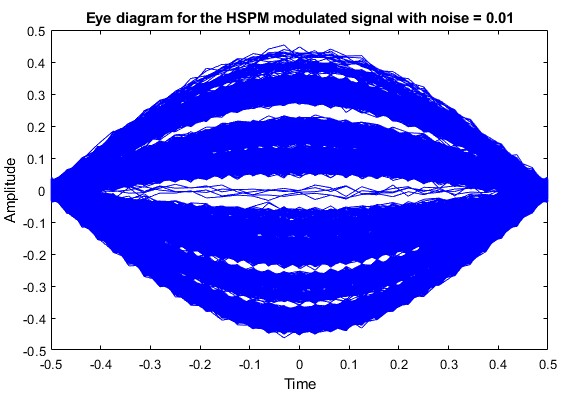 Eye diagram for the HSPM modulated signal with noise = 0.01
0.5
0.4
0.3
0.2
0.1
0
-0.1
-0.2
-0.3
-0.4
-0.5
Amplitude
-0.5 -0.4 -0.3 -0.2 -0.1 0 0.1 0.2 0.3 0.4 0.5
Time